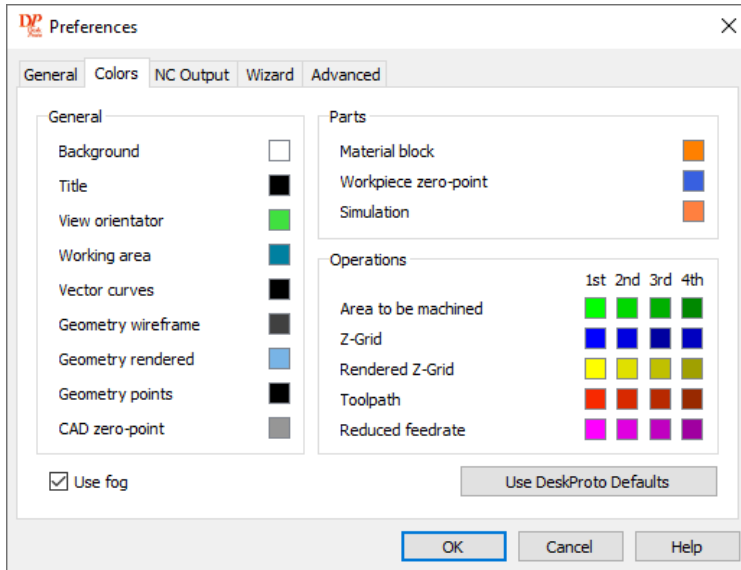 DP Preferences
General Colors NC Output Wizard Advanced
General
Background
Title
View orientator
Working area
Vector curves
Geometry wireframe
Geometry rendered
Geometry points
CAD zero-point
Use fog
Parts
Material block
Workpiece zero-point
Simulation
Operations
1st 2nd 3rd 4th
Area to be machined
Z-Grid
Rendered Z-Grid
Toolpath
Reduced feedrate
Use DeskProto Defaults
OK Cancel Help